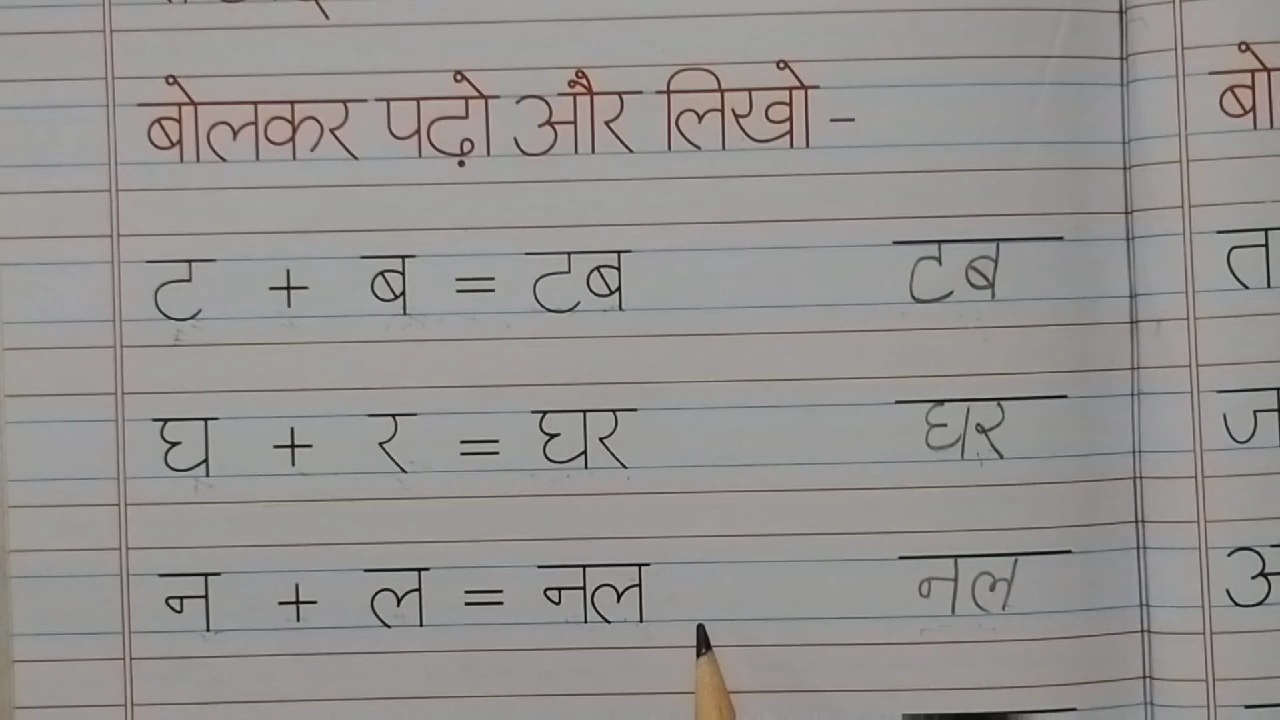 बोलकर पढ़ो और लिखो -
ट + ब = टब टब
घ + र = घर घर
न + ल = नल नल